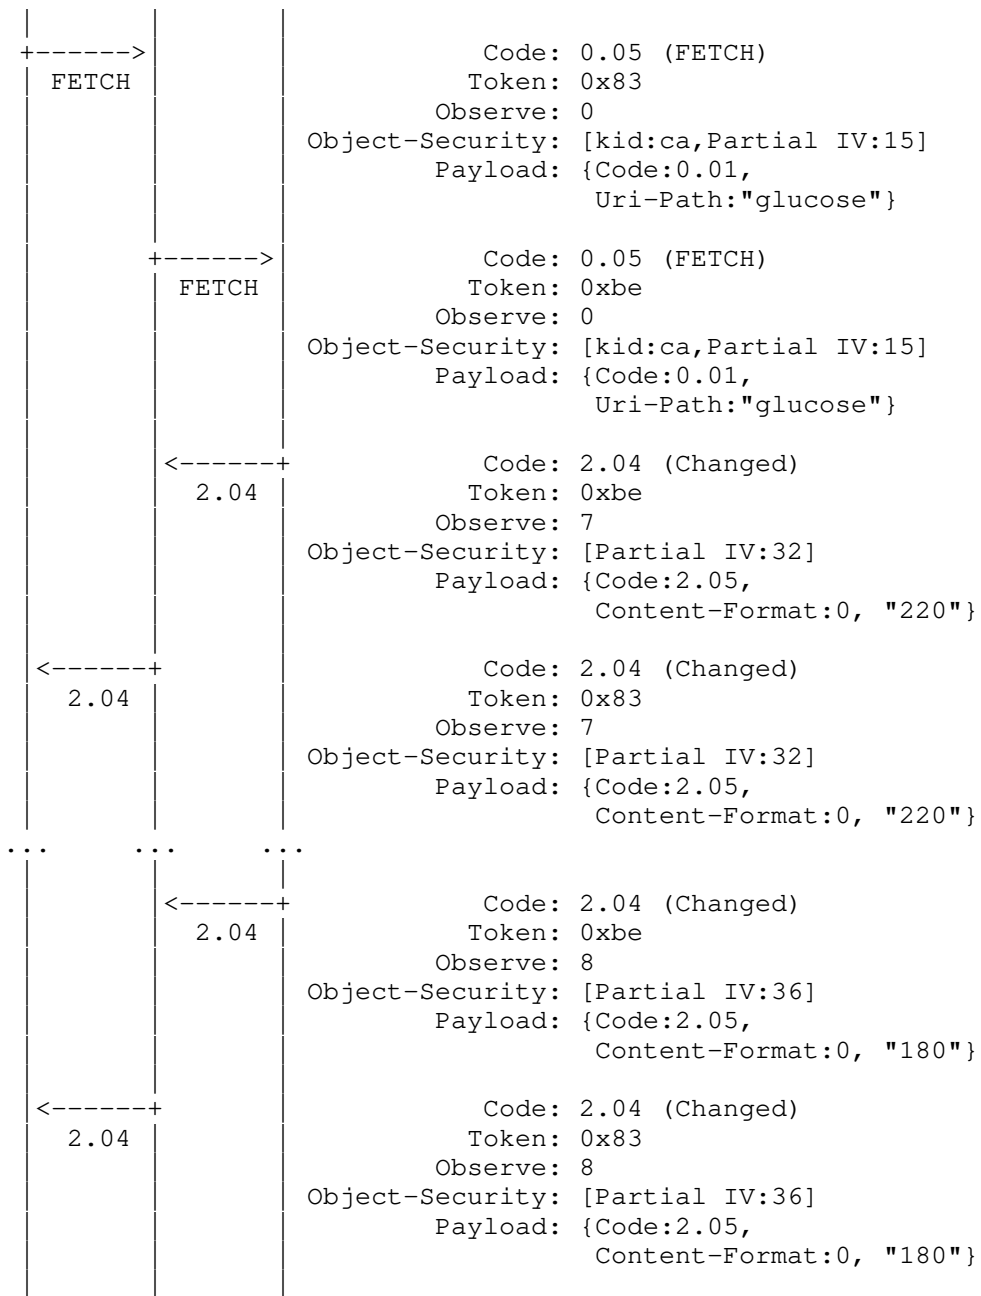 |        |        |
+------>|        |            Code: 0.05 (FETCH)
| FETCH |        |           Token: 0x83
|        |        |         Observe: 0
|        |        | Object-Security: [kid:ca,Partial IV:15]
|        |        |         Payload: {Code:0.01,
|        |        |                   Uri-Path:"glucose"}
|        |        |
|        +------>|            Code: 0.05 (FETCH)
|        | FETCH |           Token: 0xbe
|        |        |         Observe: 0
|        |        | Object-Security: [kid:ca,Partial IV:15]
|        |        |         Payload: {Code:0.01,
|        |        |                   Uri-Path:"glucose"}
|        |        |
|        |<------+            Code: 2.04 (Changed)
|        |  2.04 |           Token: 0xbe
|        |        |         Observe: 7
|        |        | Object-Security: [Partial IV:32]
|        |        |         Payload: {Code:2.05,
|        |        |                   Content-Format:0, "220"}
|        |        |
|<------+        |            Code: 2.04 (Changed)
|  2.04 |        |           Token: 0x83
|        |        |         Observe: 7
|        |        | Object-Security: [Partial IV:32]
|        |        |         Payload: {Code:2.05,
|        |        |                   Content-Format:0, "220"}
...      ...      ...
|        |        |
|        |<------+            Code: 2.04 (Changed)
|        |  2.04 |           Token: 0xbe
|        |        |         Observe: 8
|        |        | Object-Security: [Partial IV:36]
|        |        |         Payload: {Code:2.05,
|        |        |                   Content-Format:0, "180"}
|        |        |
|<------+        |            Code: 2.04 (Changed)
|  2.04 |        |           Token: 0x83
|        |        |         Observe: 8
|        |        | Object-Security: [Partial IV:36]
|        |        |         Payload: {Code:2.05,
|        |        |                   Content-Format:0, "180"}
|        |        |